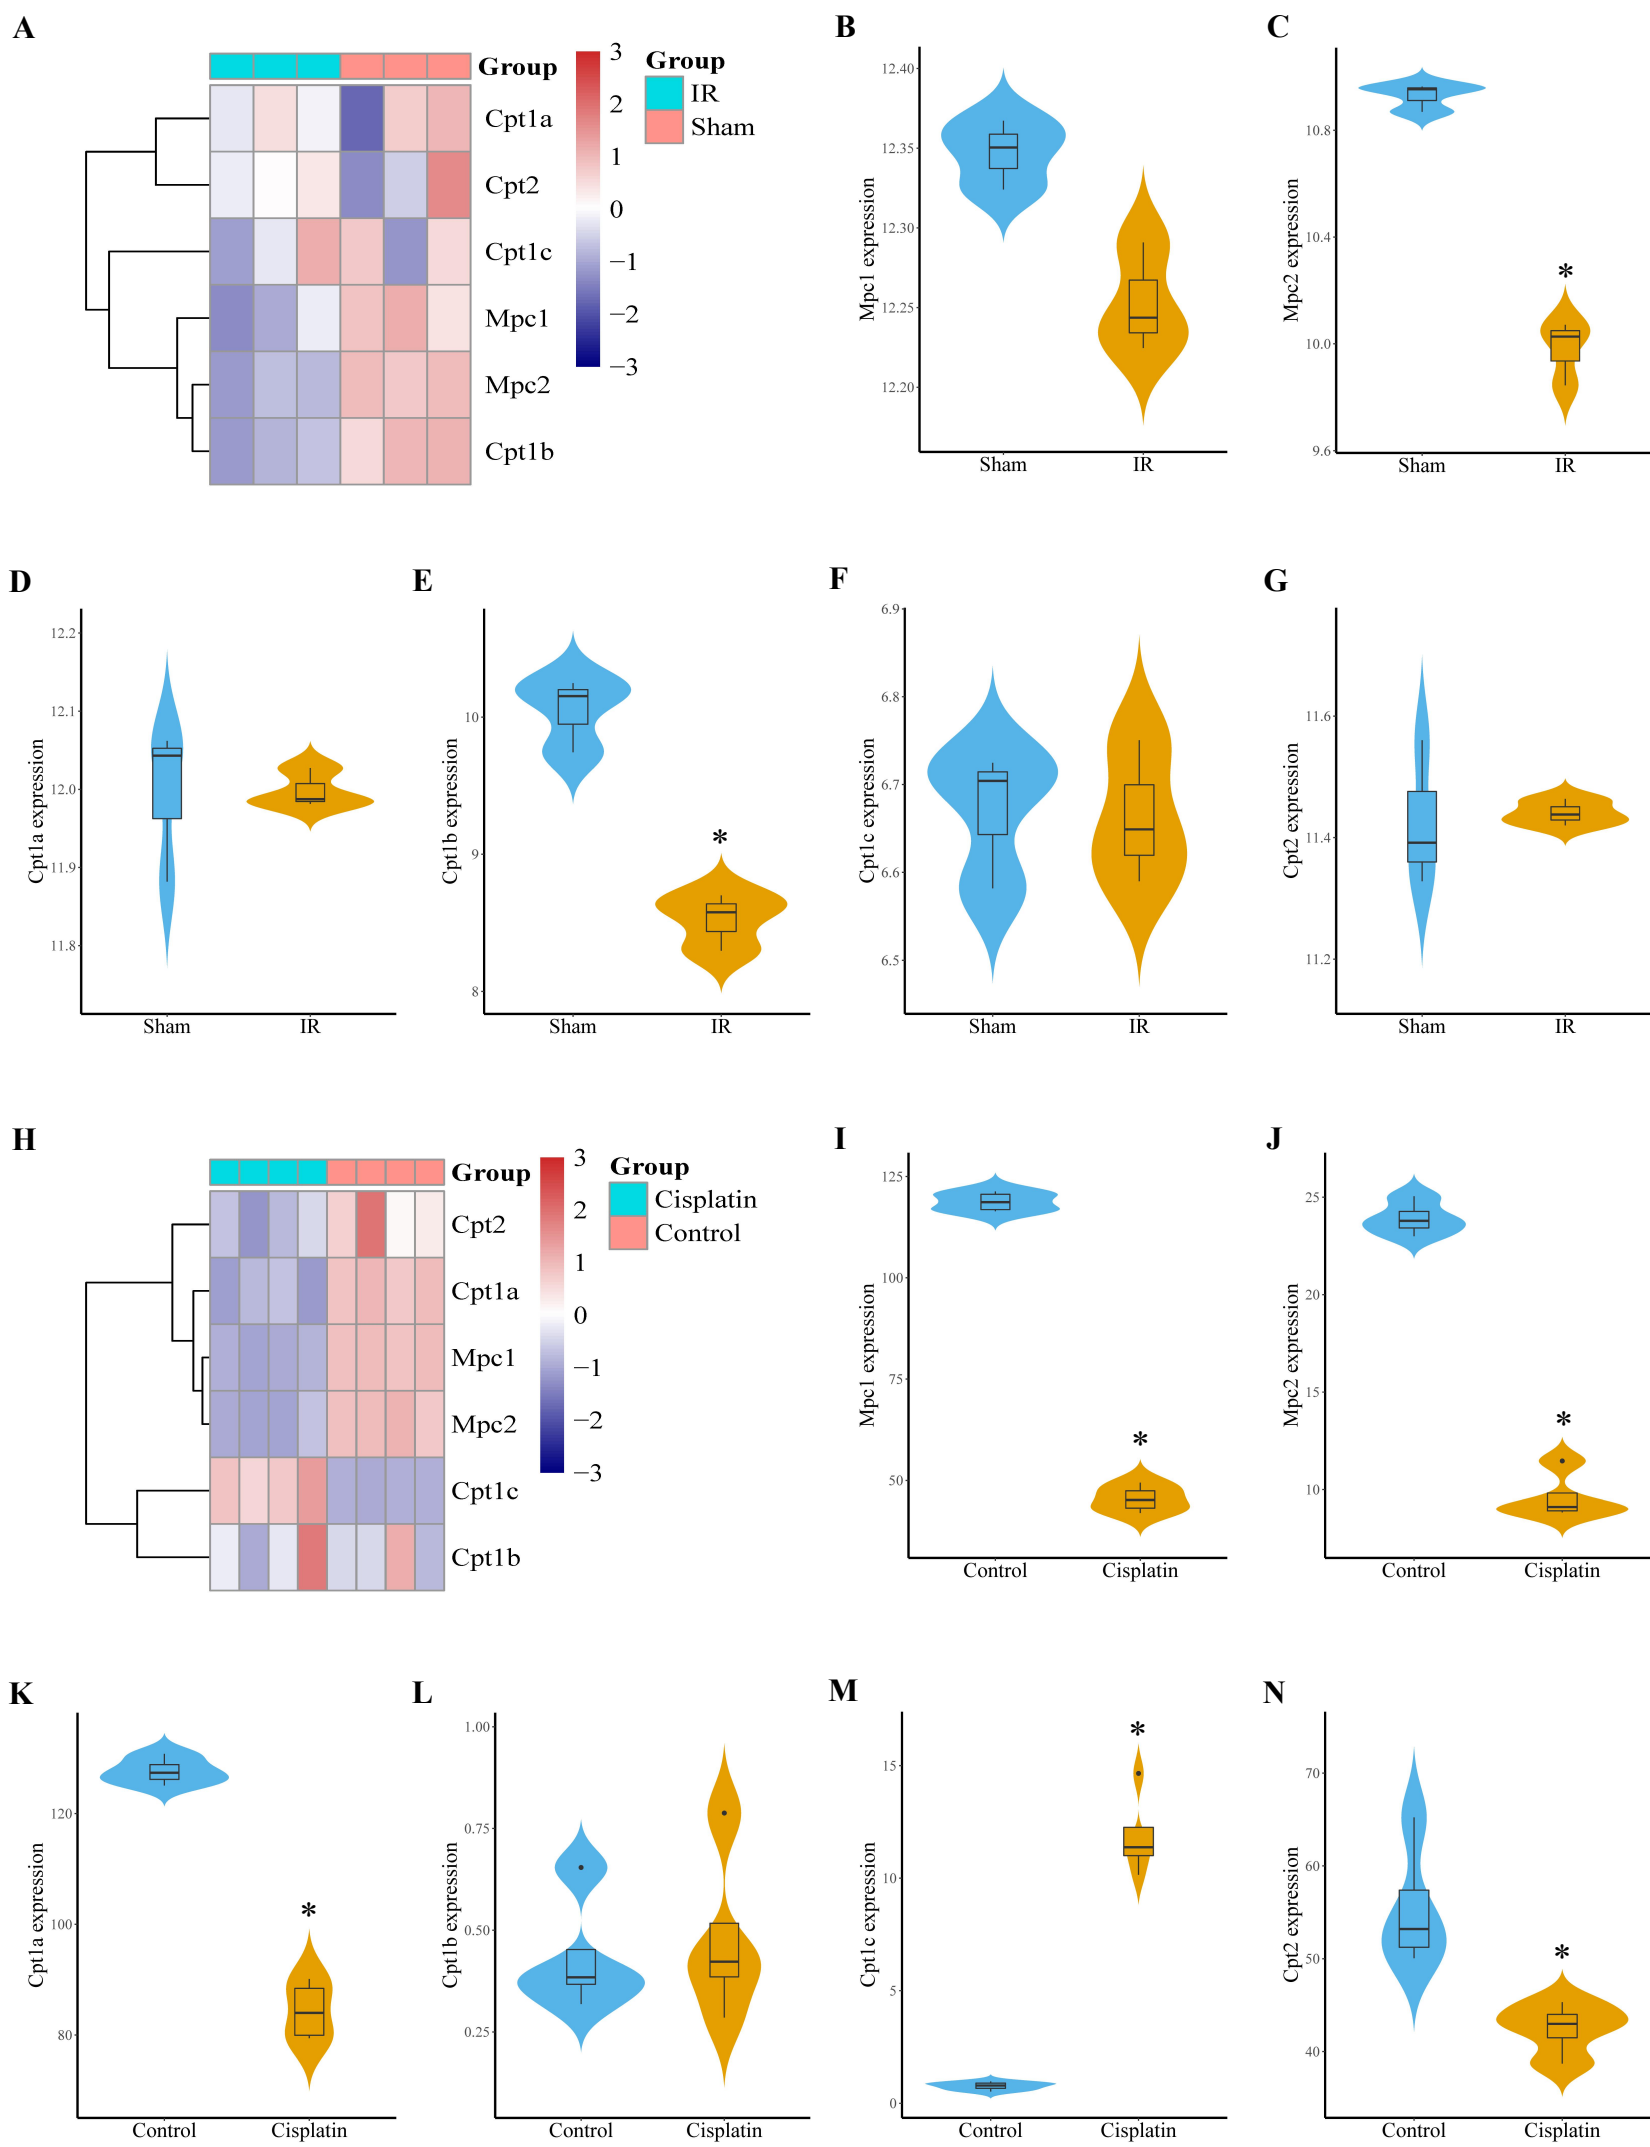 A
Group
Cpt1a
Cpt2
Cpt1c
Mpc1
Mpc2
Cpt1b
3
2
1
0
−1
−2
−3
Group
IR
Sham
B
Mpc1 expression
12.40
12.35
12.30
12.25
12.20
Sham IR
C
Mpc2 expression
10.8
10.4
10.0
9.6
*
Sham IR
D
Cpt1a expression
12.2
12.1
12.0
11.9
11.8
Sham IR
E
Cpt1b expression
10
9
8
*
Sham IR
F
Cpt1c expression
6.9
6.8
6.7
6.6
6.5
Sham IR
G
Cpt2 expression
11.6
11.4
11.2
Sham IR
H
Group
Cpt2
Cpt1a
Mpc1
Mpc2
Cpt1c
Cpt1b
3
2
1
0
−1
−2
−3
Group
Cisplatin
Control
I
Mpc1 expression
125
100
75
50
*
Control Cisplatin
J
Mpc2 expression
25
20
15
10
*
Control Cisplatin
K
Cpt1a expression
120
100
80
*
Control Cisplatin
L
Cpt1b expression
1.00
0.75
0.50
0.25
Control Cisplatin
M
Cpt1c expression
15
10
5
0
*
Control Cisplatin
N
Cpt2 expression
70
60
50
40
*
Control Cisplatin